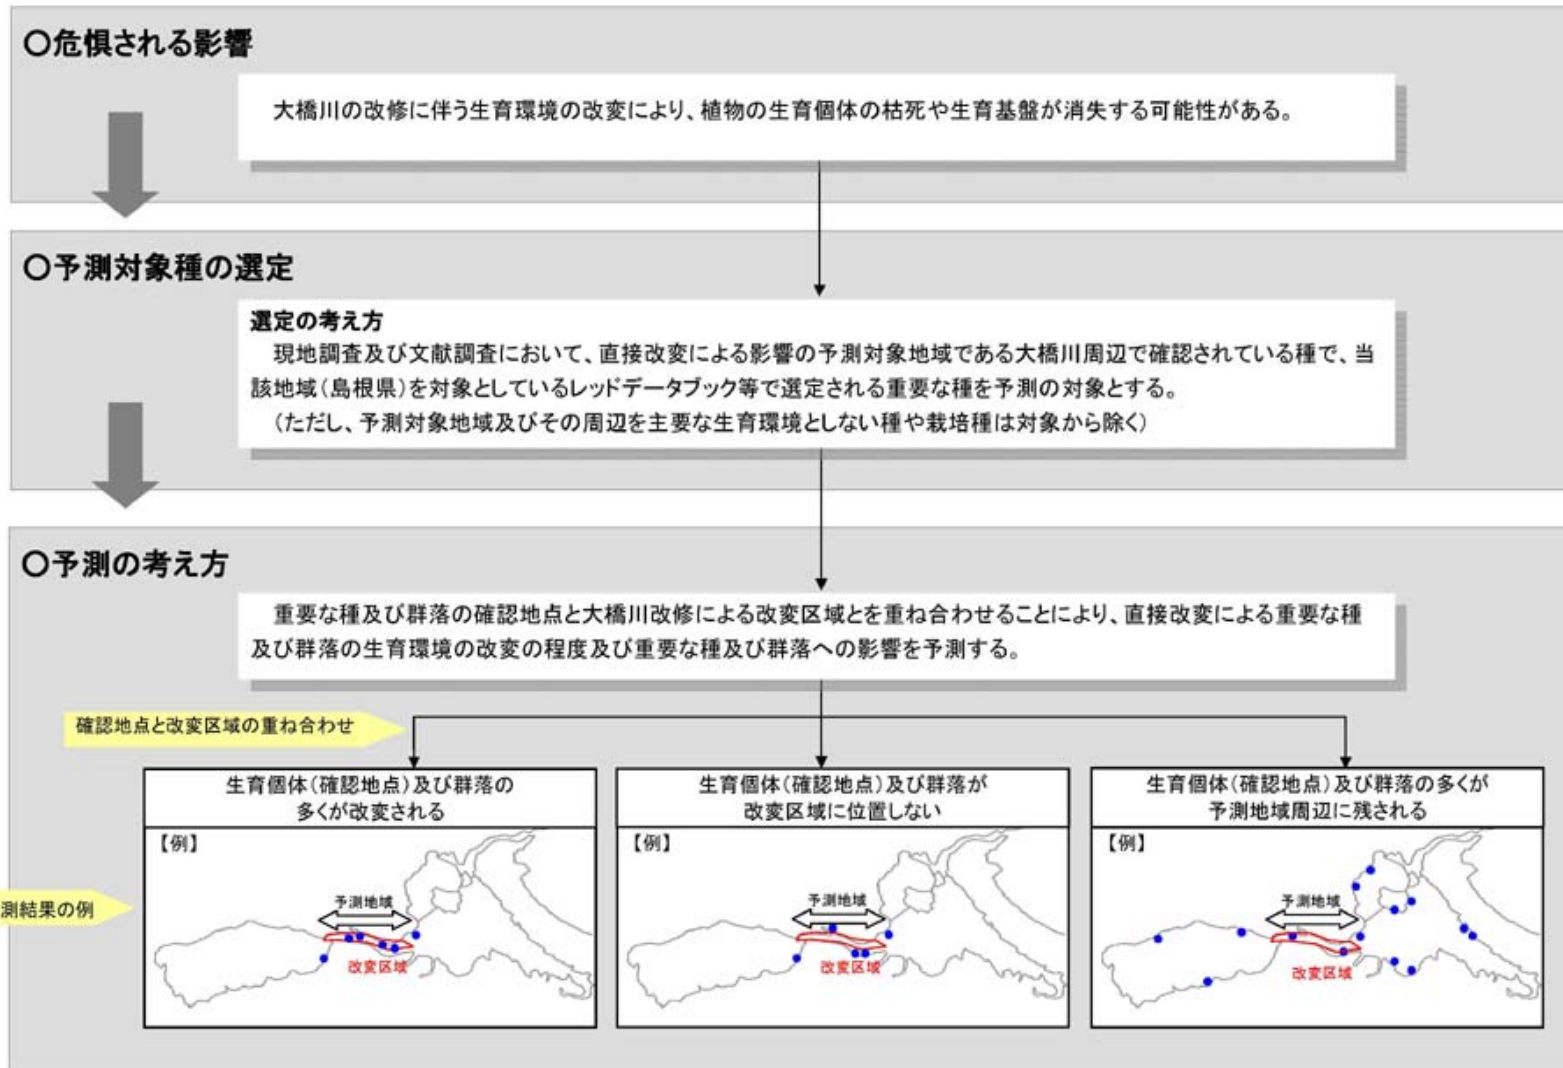 〇危惧される影響
大橋川の改修に伴う生育環境の改変により、植物の生育個体の枯死や生育基盤が消失する可能性がある。
〇予測対象種の選定
選定の考え方
現地調査及び文献調査において、直接改変による影響の予測対象地域である大橋川周辺で確認されている種で、当
該地域(島根県)を対象としているレッドデータブック等で選定される重要な種を予測の対象とする。
(ただし、予測対象地域及びその周辺を主要な生育環境としない種や栽培種は対象から除く)
〇予測の考え方
重要な種及び群落の確認地点と大橋川改修による改変区域とを重ね合わせることにより、直接改変による重要な種
及び群落の生育環境の改変の程度及び重要な種及び群落への影響を予測する。
確認地点と改変区域の重ね合わせ
生育個体(確認地点)及び群落の
多くが改変される
【例】
予測地域
改変区域
生育個体(確認地点)及び群落が
改変区域に位置しない
【例】
予測地域
改変区域
生育個体(確認地点)及び群落の多くが
予測地域周辺に残される
【例】
予測地域
改変区域
測結果の例